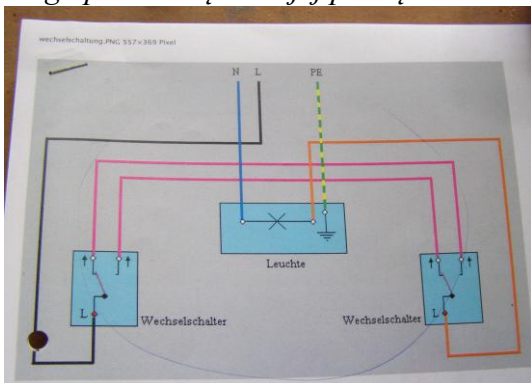 wechselschaltung.PNG 557×369 Pixel
N L PE
Leuchte
L Wechselschalter
Wechselschalter L